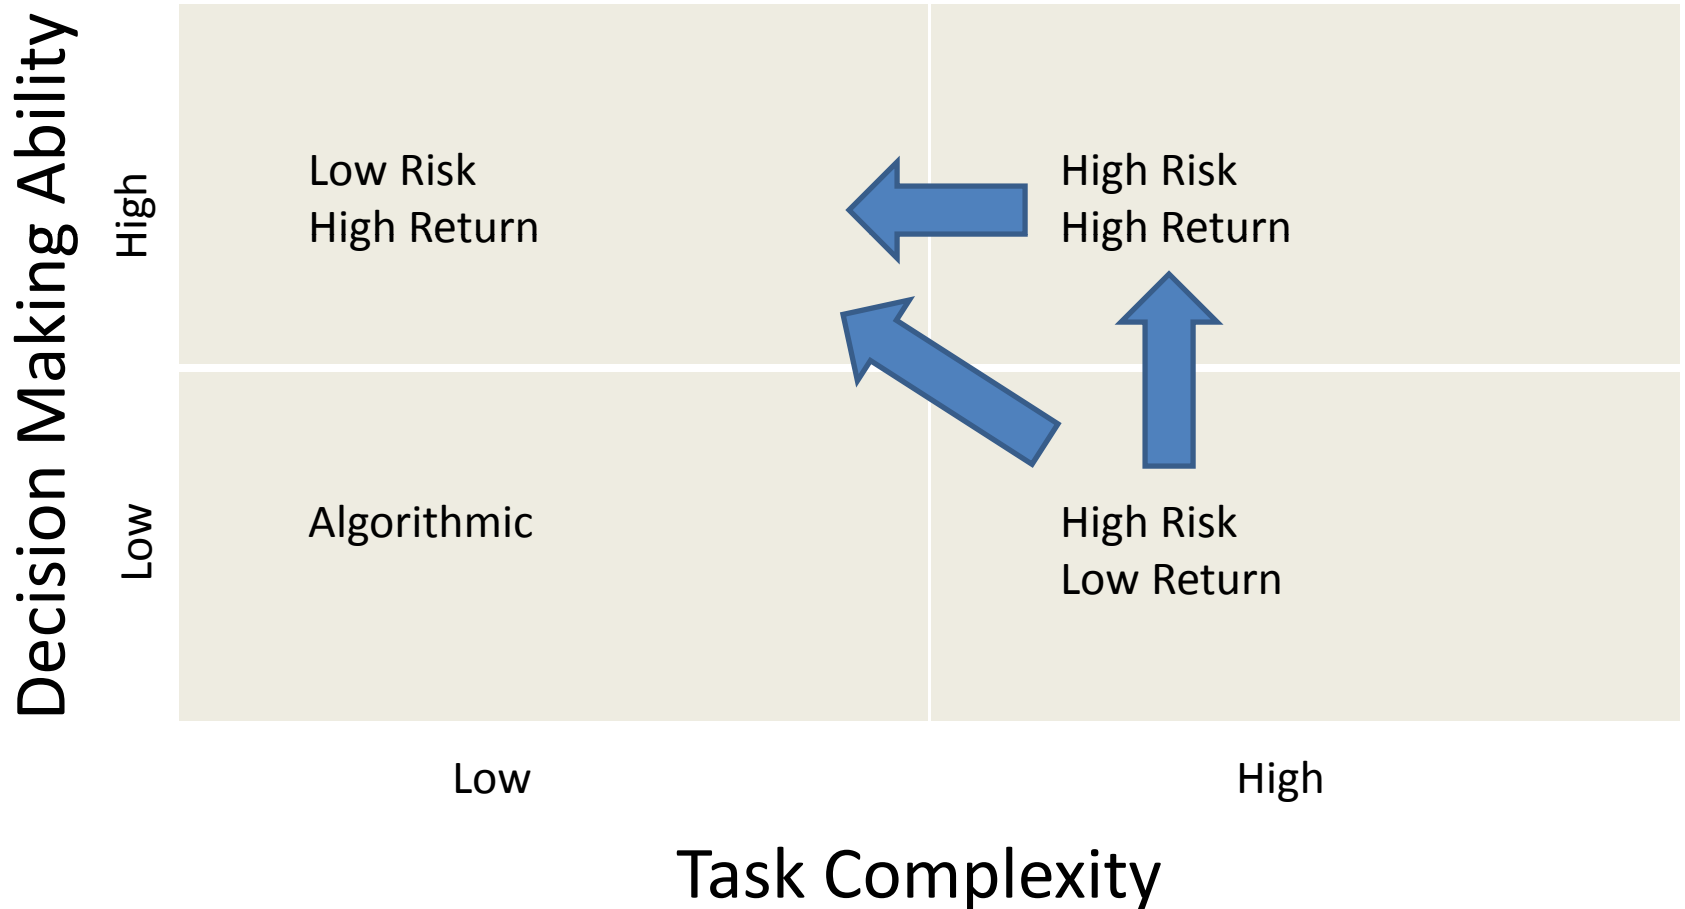 Decision Making Ability
High
Low Risk
High Return
High Risk
High Return
Low
Algorithmic
High Risk
Low Return
Low
High
Task Complexity